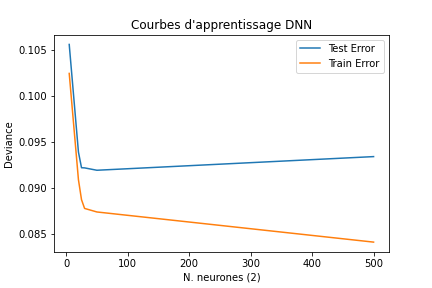 Courbes d'apprentissage DNN
Test Error
Train Error
0.105
0.100
0.095
0.090
0.085
Deviance
0
100
200
300
400
500
N. neurones (2)